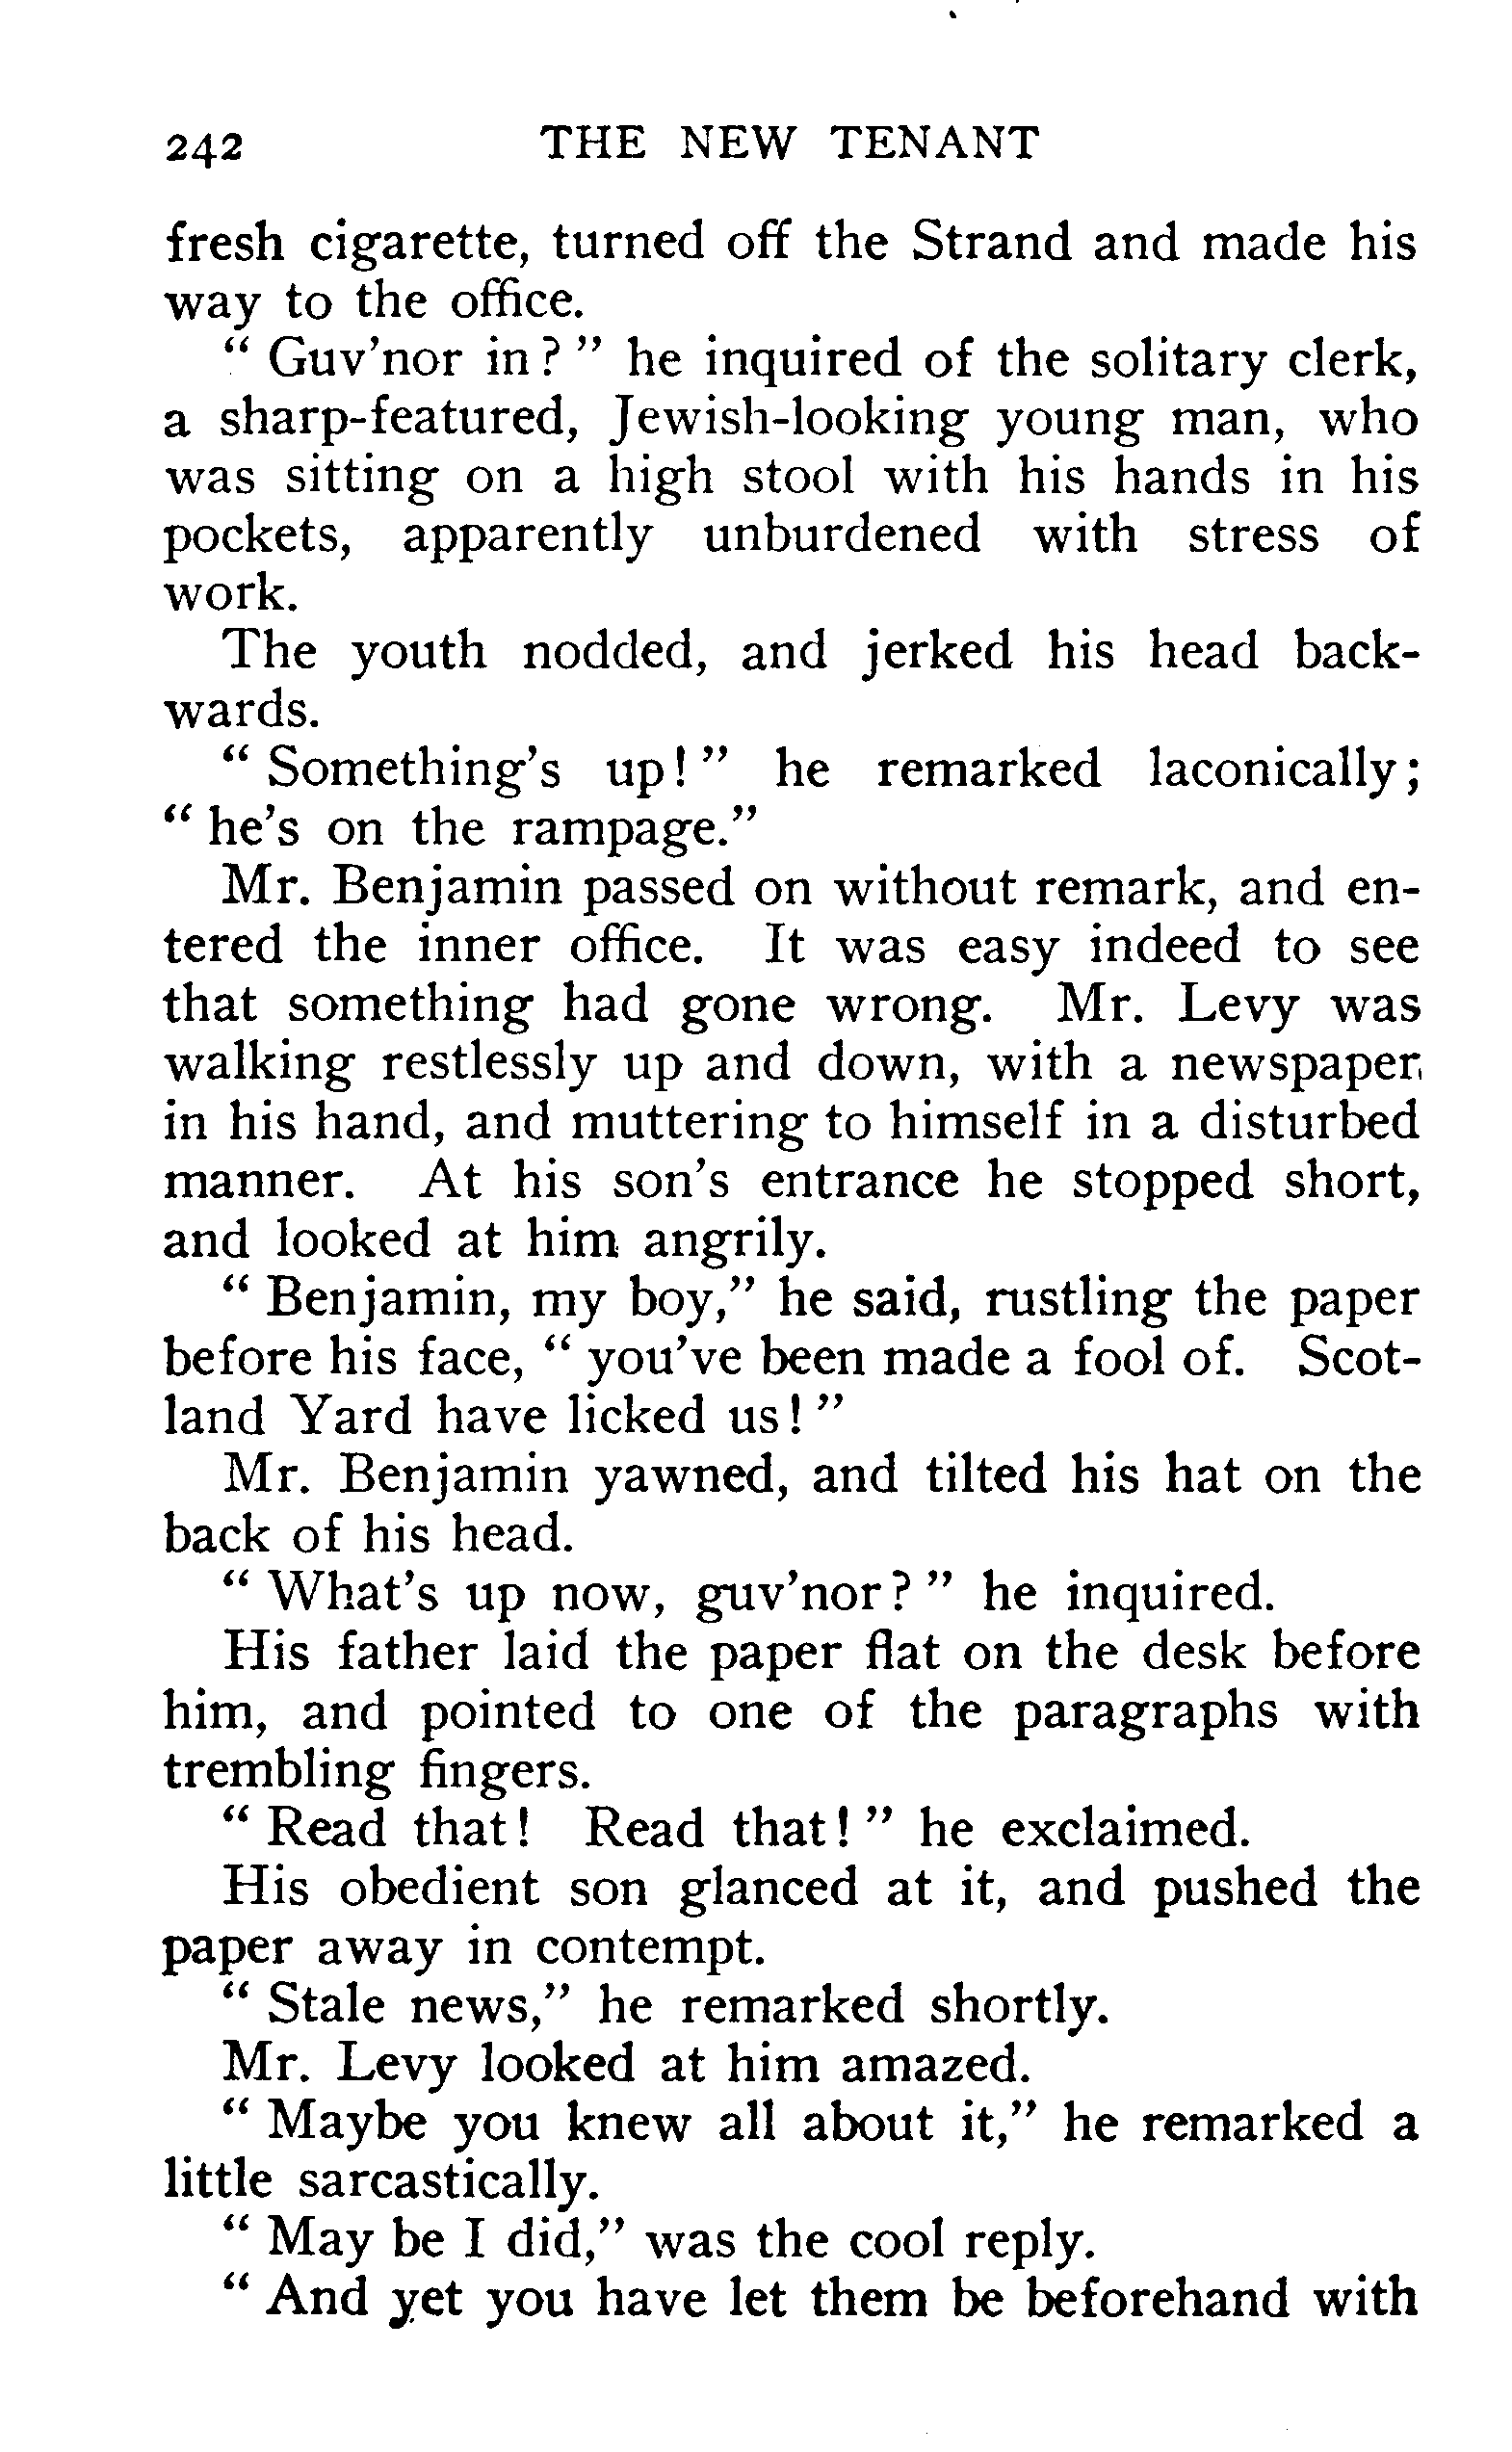 242 THE NEW TENANT
fresh cigarette, turned off the Strand and made his
way to the office.
" Guv'nor in ? " he inquired of the solitary clerk,
a sharp-featured, Jewish-looking young man, who
was sitting on a high stool with his hands in his
pockets, apparently unburdened with stress of
work.
The youth nodded, and jerked his head back-
wards.
" Something's up! " he remarked laconically;
" he's on the rampage."
Mr. Benjamin passed on without remark, and en-
tered the inner office. It was easy indeed to see
that something had gone wrong. Mr. Levy was
walking restlessly up and down, with a newspaper
in his hand, and muttering to himself in a disturbed
manner. At his son's entrance he stopped short,
and looked at him angrily.
" Benjamin, my boy," he said, rustling the paper
before his face, " you've been made a fool of. Scot-
land Yard have licked us! "
Mr. Benjamin yawned, and tilted his hat on the
back of his head.
" What's up now, guv'nor? " he inquired.
His father laid the paper flat on the desk before
him, and pointed to one of the paragraphs with
trembling fingers.
" Read that! Read that! " he exclaimed.
His obedient son glanced at it, and pushed the
paper away in contempt.
" Stale news," he remarked shortly.
Mr. Levy looked at him amazed.
" Maybe you knew all about it," he remarked a
little sarcastically.
" May be I did," was the cool reply.
" And yet you have let them be beforehand with